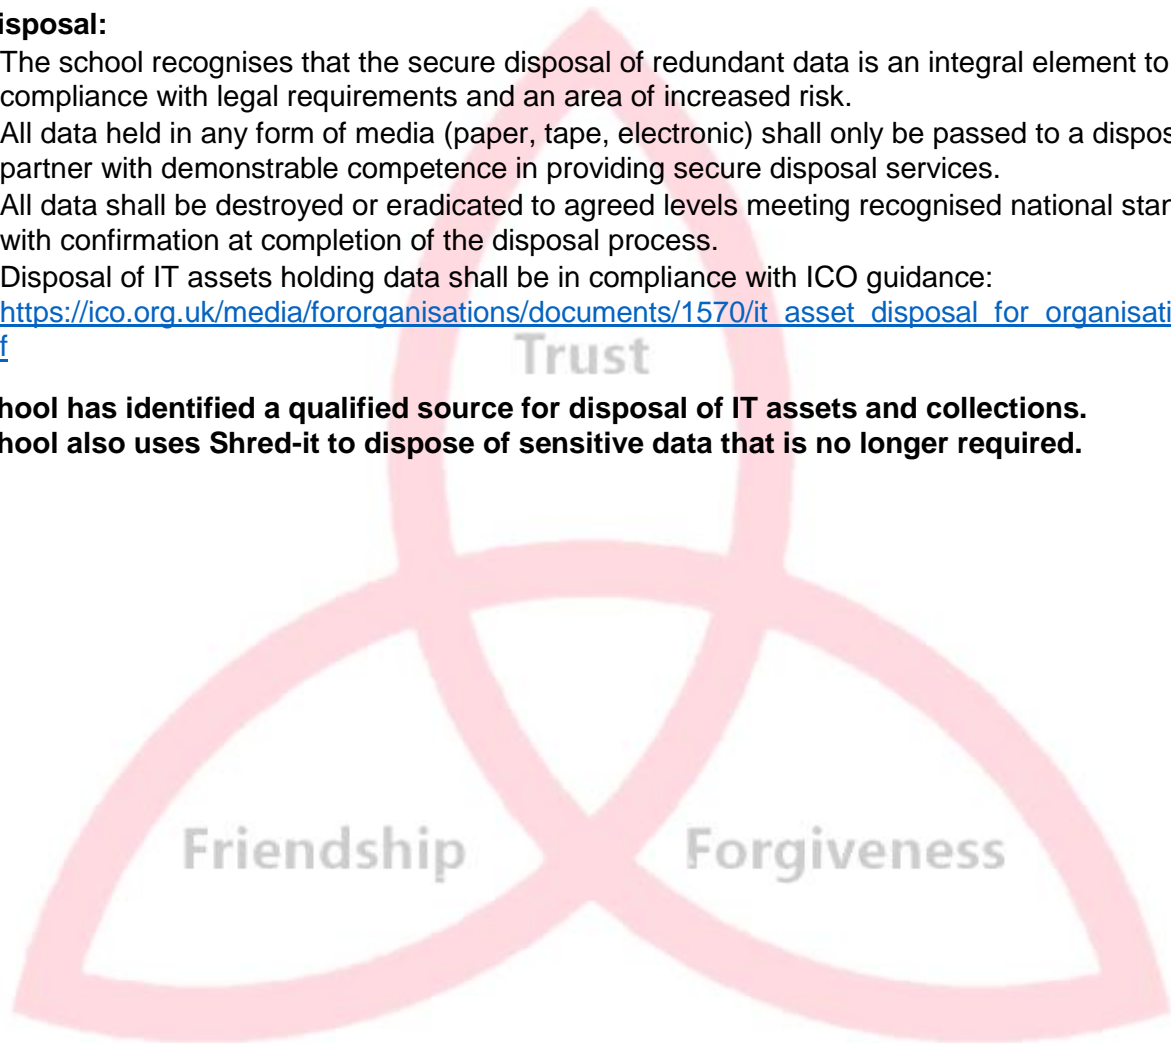 isposal:
The school recognises that the secure disposal of redundant data is an integral element to
compliance with legal requirements and an area of increased risk.
All data held in any form of media (paper, tape, electronic) shall only be passed to a dispos
partner with demonstrable competence in providing secure disposal services.
All data shall be destroyed or eradicated to agreed levels meeting recognised national stan
with confirmation at completion of the disposal process.
Disposal of IT assets holding data shall be in compliance with ICO guidance:
https://ico.org.uk/media/fororganisations/documents/1570/it_asset_disposal_for_organisati
f
Trust
hool has identified a qualified source for disposal of IT assets and collections.
hool also uses Shred-it to dispose of sensitive data that is no longer required.
Friendship
Forgiveness